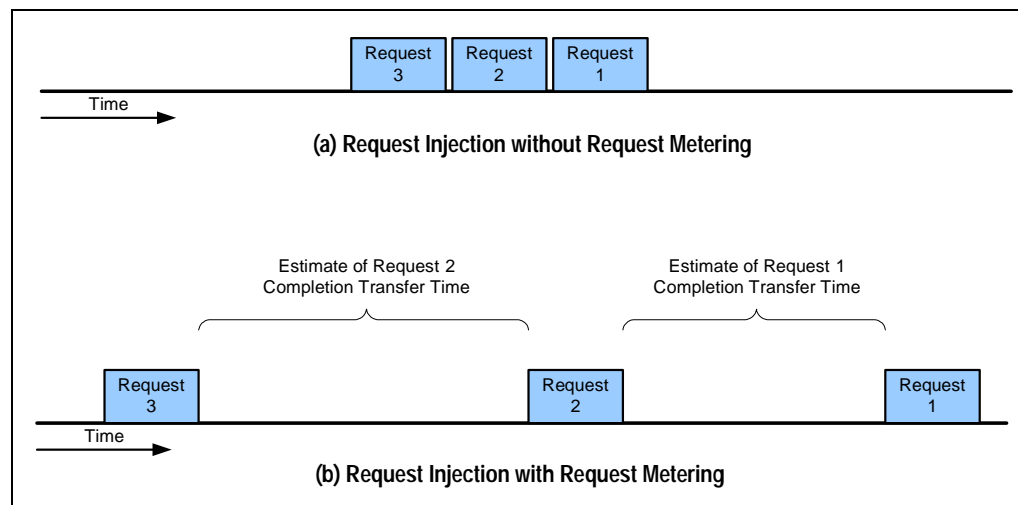 Request
3
Request
2
Request
1
Time
(a) Request Injection without Request Metering
Estimate of Request 2
Completion Transfer Time
Estimate of Request 1
Completion Transfer Time
Request
3
Request
2
Request
1
Time
(b) Request Injection with Request Metering